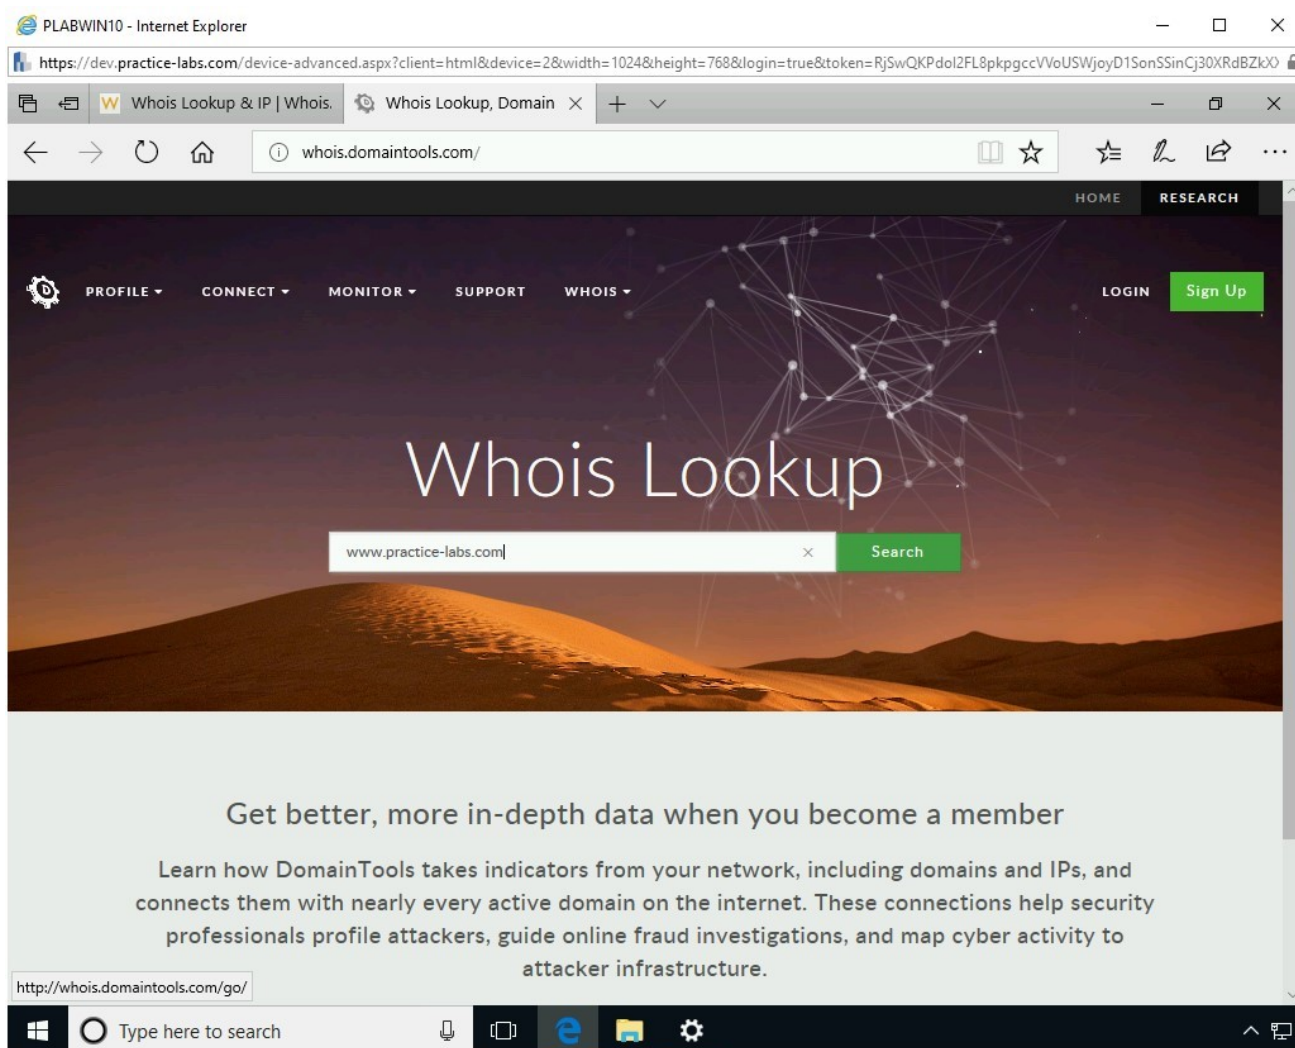 PLABWIN10 - Internet Explorer
https://dev.practice-labs.com/device-advanced.aspx?client=html&device=2&width=1024&height=768&login=true&token=RjSwQKPdol2FL8pkpgccVVoUSWjoyD1SonSSinCj30XRdBZkX
Whois Lookup & IP | Whois.
Whois Lookup, Domain
whois.domaintools.com/
HOME RESEARCH
PROFILE CONNECT MONITOR SUPPORT WHOIS LOGIN Sign Up
Whois Lookup
www.practice-labs.com Search
Get better, more in-depth data when you become a member
Learn how DomainTools takes indicators from your network, including domains and IPs, and
connects them with nearly every active domain on the internet. These connections help security
professionals profile attackers, guide online fraud investigations, and map cyber activity to
attacker infrastructure.
http://whois.domaintools.com/go/
Type here to search